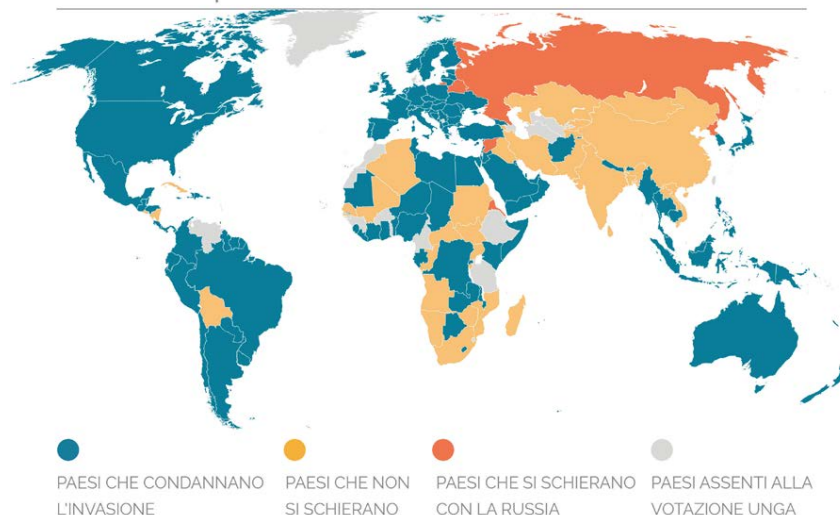 PAESI CHE CONDANNANO
L'INVASIONE
PAESI CHE NON
SI SCHIERANO
PAESI CHE SI SCHIERANO
CON LA RUSSIA
PAESI ASSENTI ALLA
VOTAZIONE UNGA